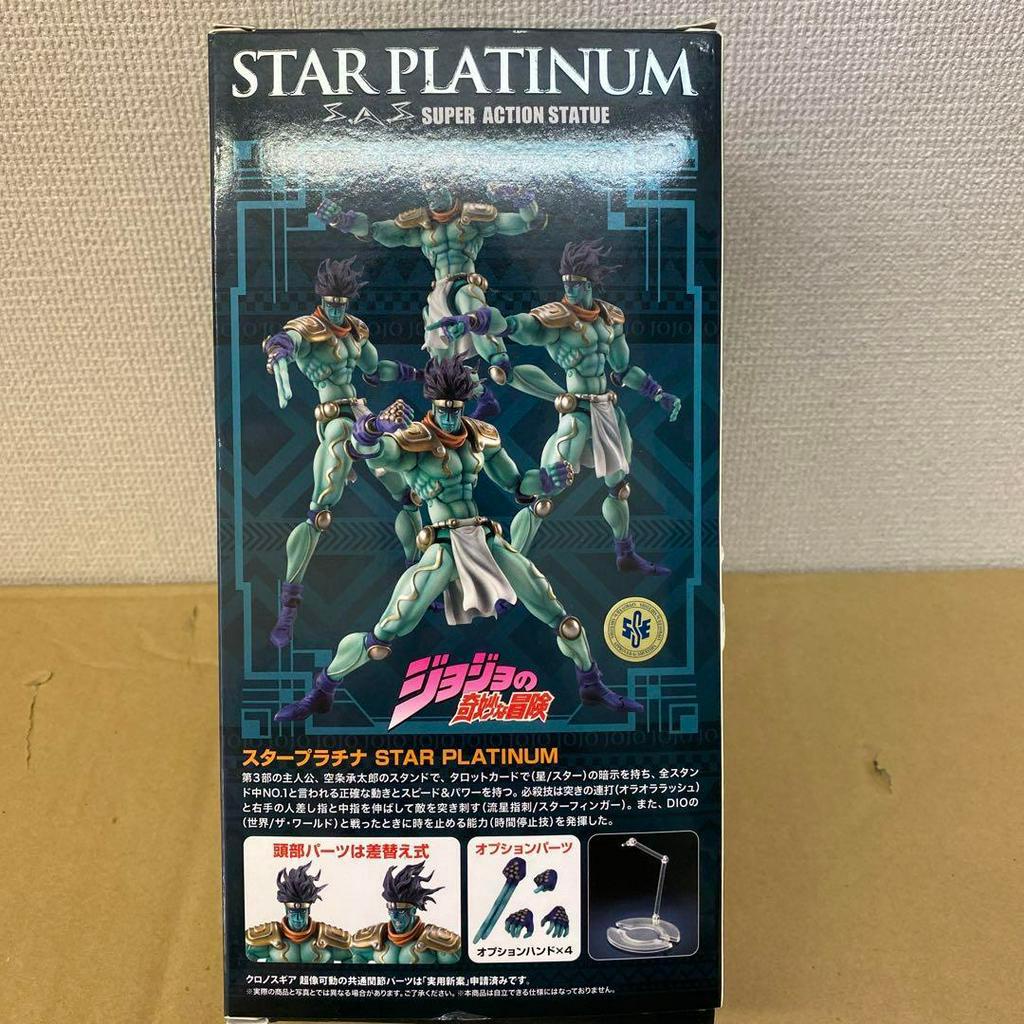 STAR PLATINUM
S.A.S SUPER ACTION STATUE
ジョジョの
奇妙な冒険
スタープラチナ STAR PLATINUM
第3部の主人公、空条承太郎のスタンドで、タロットカードで(星/スター)の暗示を持ち、全スタン
ド中NO.1と言われる正確な動きとスピード&パワーを持つ。必殺技は突きの連打(オラオララッシュ)
と右手の人差し指と中指を伸ばして敵を突き刺す(流星指刺/スターフィンガー)。また、DIOの
(世界/ザ・ワールド)と戦ったときに時を止める能力(時間停止技)を発揮した。
頭部パーツは差替え式
オプションパーツ
オプションハンド×4
クロノスギア 超像可動の共通関節パーツは「実用新案」申請済みです。
※実際の商品と写真とでは異なる場合があります。ご了承ください。※本商品は自立できる仕様にはなっておりません。